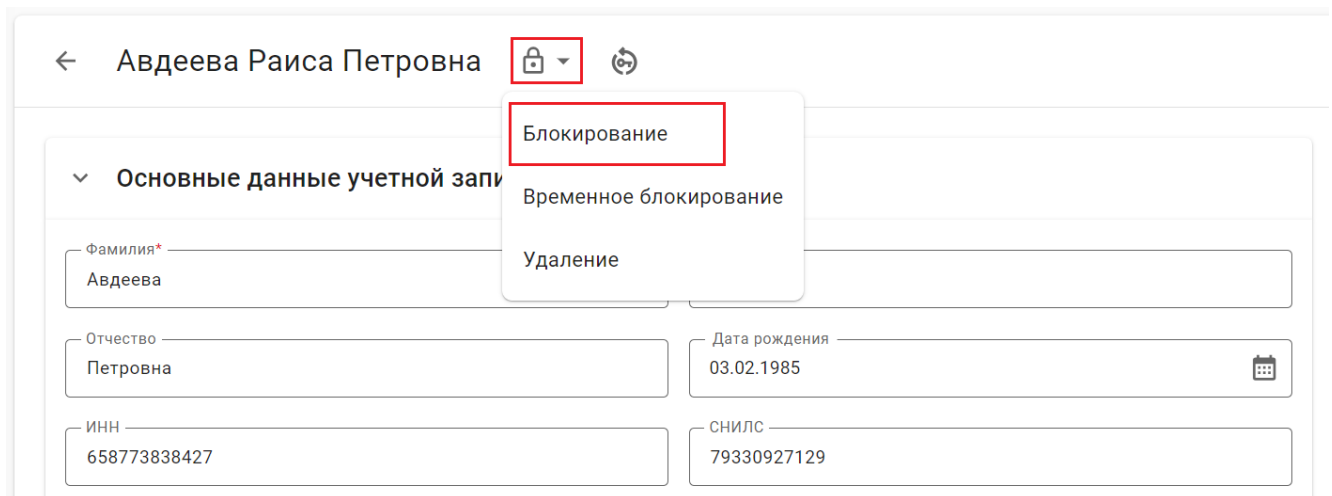 Авдеева Раиса Петровна
Блокирование
Основные данные учетной запи
Временное блокирование
Удаление
Фамилия*
Авдеева
Отчество
Петровна
Дата рождения
03.02.1985
ИНН
658773838427
СНИЛС
79330927129